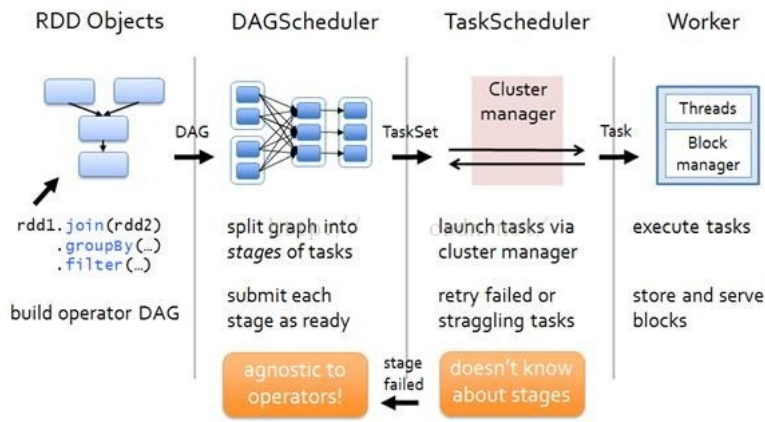 RDD Objects
DAGScheduler
TaskScheduler
Worker
DAG
TaskSet
Cluster
manager
Task
Threads
Block
manager
rdd1.join(rdd2)
.groupBy(…)
.filter(…)
build operator DAG
split graph into
stages of tasks
submit each
stage as ready
launch tasks via
cluster manager
retry failed or
straggling tasks
execute tasks
store and serve
blocks
agnostic to
operators!
stage
failed
doesn't know
about stages